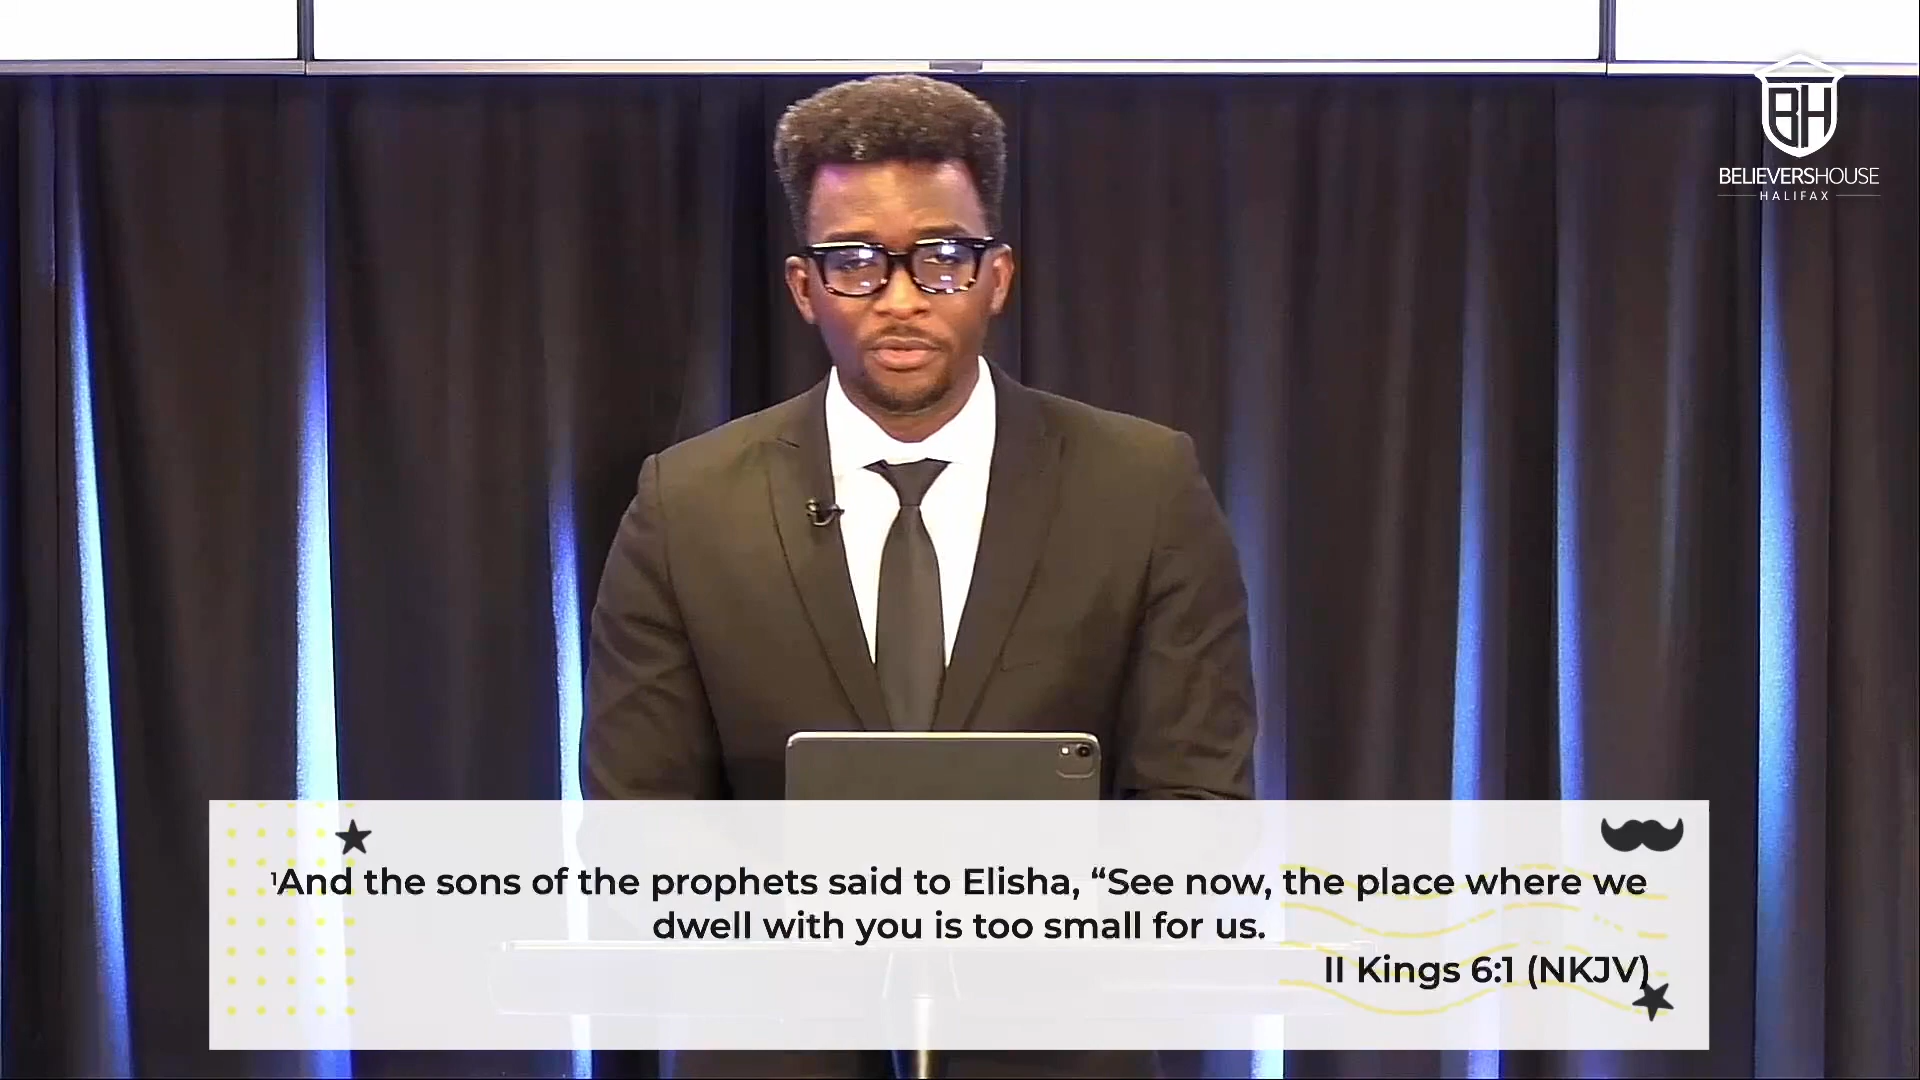 BH
BELIEVERSHOUSE
HALIFAX
¹And the sons of the prophets said to Elisha, “See now, the place where we
dwell with you is too small for us.
II Kings 6:1 (NKJV)